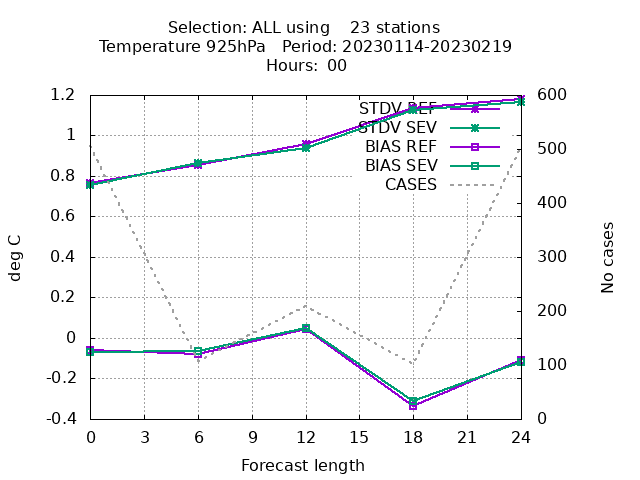 Selection: ALL using    23 stations
Temperature 925hPa   Period: 20230114-20230219
Hours: 00
1.2
1
0.8
0.6
0.4
0.2
0
-0.2
-0.4
deg C
600
500
400
300
200
100
0
No cases
STDV REF
STDV SEV
BIAS REF
BIAS SEV
CASES
0 3 6 9 12 15 18 21 24
Forecast length